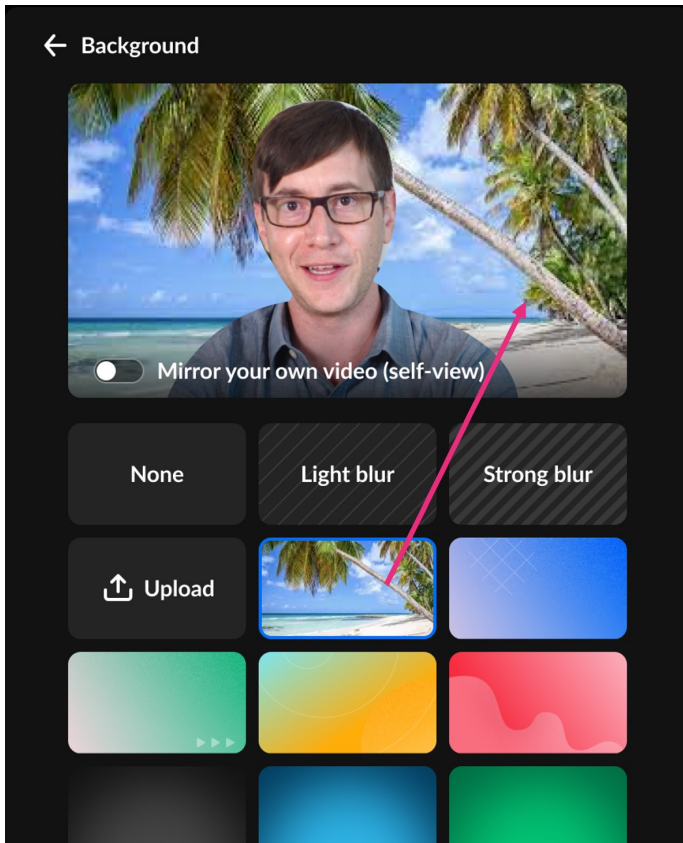 Background
Mirror your own video (self-view)
None
Light blur
Strong blur
Upload